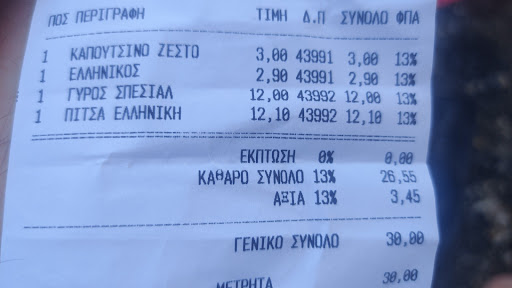 ΠΟΣ ΠΕΡΙΓΡΑΦΗ ΤΙΜΗ Δ.Π ΣΥΝΟΛΟ ΦΠΑ
1 ΚΑΠΟΥΤΣΙΝΟ ΖΕΣΤΟ 3,00 43991 3,00 13%
1 ΕΛΛΗΝΙΚΟΣ 2,90 43991 2,90 13%
1 ΓΥΡΟΣ ΣΠΕΣΙΑΛ 12,00 43992 12,00 13%
1 ΠΙΤΣΑ ΕΛΛΗΝΙΚΗ 12,10 43992 12,10 13%
ΕΚΠΤΩΣΗ 0% 0,00
ΚΑΘΑΡΟ ΣΥΝΟΛΟ 13% 26,55
ΑΞΙΑ 13% 3,45
ΓΕΝΙΚΟ ΣΥΝΟΛΟ 30,00
ΜΕΤΡΗΤΑ 30,00